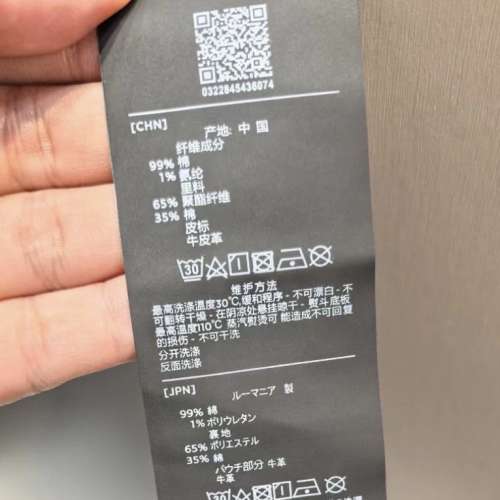 0322845436074
[CHN]
产地: 中 国
纤维成分
99% 棉
1% 氨纶
里料
65% 聚酯纤维
35% 棉
皮标
牛皮革
30
维护方法
最高洗涤温度30℃,缓和程序 - 不可漂白 - 不
可翻转干燥 - 在阴凉处悬挂晾干 - 熨斗底板
最高温度110℃ 蒸汽熨烫可 能造成不可回复
的损伤 - 不可干洗
分开洗涤
反面洗涤
[JPN]
ルーマニア 製
99% 綿
1% ポリウレタン
裏地
65% ポリエステル
35% 綿
パウチ部分 牛革
牛革
30